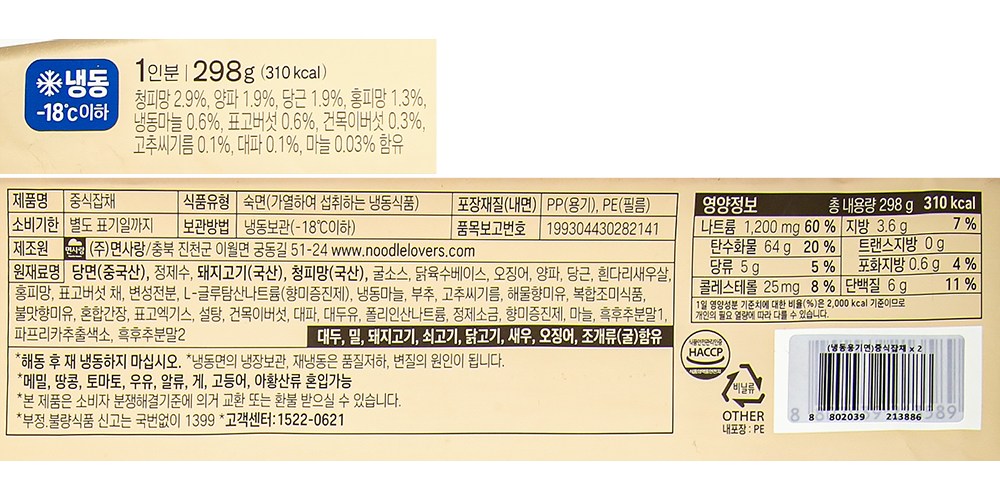 냉동
-18℃이하
1인분 | 298g (310 kcal)
청피망 2.9%, 양파 1.9%, 당근 1.9%, 홍피망 1.3%,
냉동마늘 0.6%, 표고버섯 0.6%, 건목이버섯 0.3%,
고추씨기름 0.1%, 대파 0.1%, 마늘 0.03% 함유
제품명 중식잡채 식품유형 숙면(가열하여 섭취하는 냉동식품) 포장재질(내면) PP(용기), PE(필름)
소비기한 별도 표기일까지 보관방법 냉동보관(-18℃이하) 품목보고번호 199304430282141
제조원 면사랑 (주)면사랑/충북 진천군 이월면 궁동길 51-24 www.noodlelovers.com
원재료명 당면(중국산), 정제수, 돼지고기(국산), 청피망(국산), 굴소스, 닭육수베이스, 오징어, 양파, 당근, 흰다리새우살,
홍피망, 표고버섯 채, 변성전분, L-글루탐산나트륨(향미증진제), 냉동마늘, 부추, 고추씨기름, 해물향미유, 복합조미식품,
불맛향미유, 혼합간장, 표고엑기스, 설탕, 건목이버섯, 대파, 대두유, 폴리인산나트륨, 정제소금, 향미증진제, 마늘, 흑후추분말1,
파프리카추출색소, 흑후추분말2 대두, 밀, 돼지고기, 쇠고기, 닭고기, 새우, 오징어, 조개류(굴)함유
*해동 후 재 냉동하지 마십시오. *냉동면의 냉장보관, 재냉동은 품질저하, 변질의 원인이 됩니다.
*메밀, 땅콩, 토마토, 우유, 알류, 게, 고등어, 아황산류 혼입가능
*본 제품은 소비자 분쟁해결기준에 의거 교환 또는 환불 받으실 수 있습니다.
*부정.불량식품 신고는 국번없이 1399 *고객센터:1522-0621
영양정보 총 내용량 298 g 310 kcal
나트륨 1,200 mg 60 % 지방 3.6 g 7 %
탄수화물 64 g 20 % 트랜스지방 0 g
당류 5 g 5 % 포화지방 0.6 g 4 %
콜레스테롤 25 mg 8 % 단백질 6 g 11 %
1일 영양성분 기준치에 대한 비율(%)은 2,000 kcal 기준이므로
개인의 필요 열량에 따라 다를 수 있습니다.
HACCP
비닐류
OTHER
내포장 : PE
(냉동용기면)중식잡채 x 2
8 802039 213886